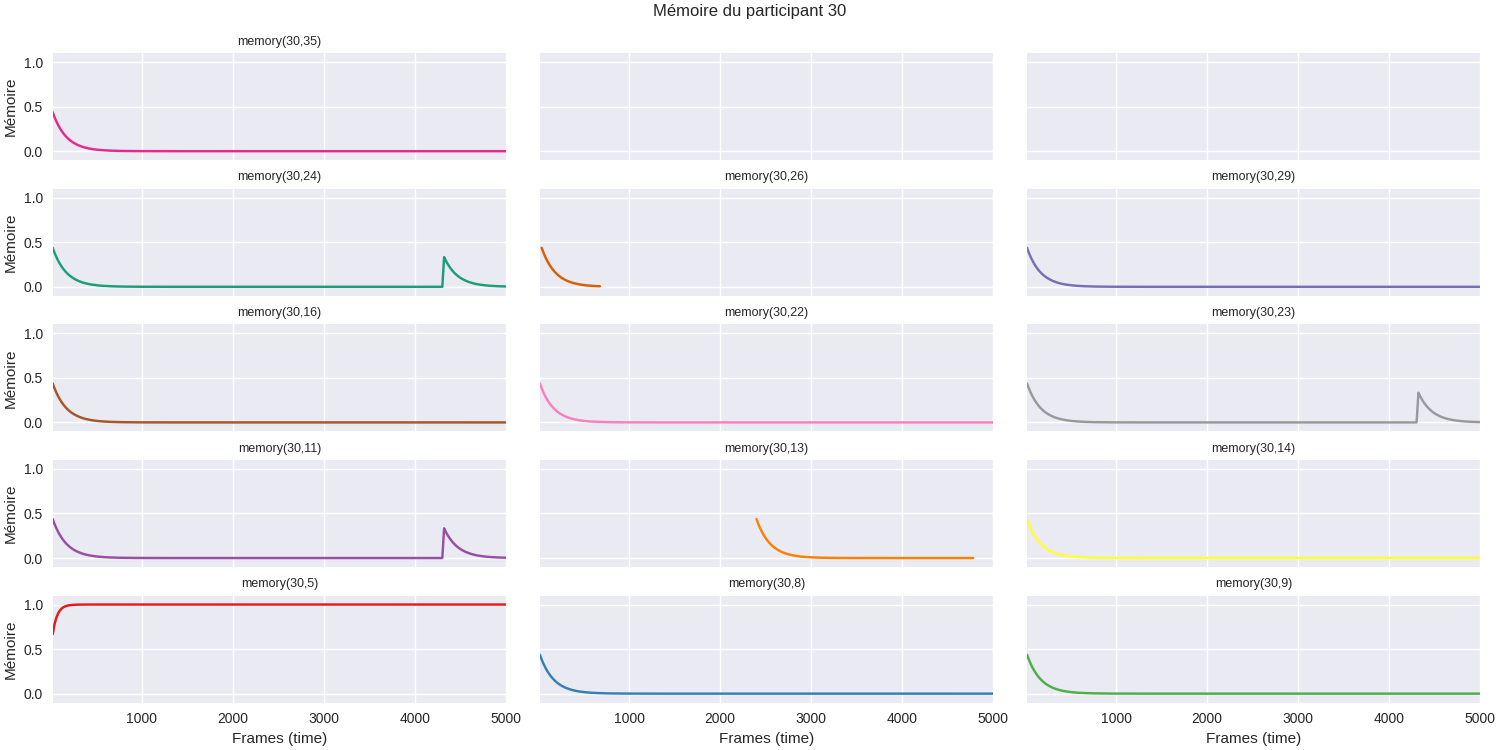 Mémoire du participant 30
memory(30,35)
1.0
0.5
0.0
Mémoire
memory(30,24) memory(30,26) memory(30,29)
1.0
0.5
0.0
Mémoire
memory(30,16) memory(30,22) memory(30,23)
1.0
0.5
0.0
Mémoire
memory(30,11) memory(30,13) memory(30,14)
1.0
0.5
0.0
Mémoire
memory(30,5) memory(30,8) memory(30,9)
1.0
0.5
0.0
Mémoire
1000 2000 3000 4000 5000 1000 2000 3000 4000 5000 1000 2000 3000 4000 5000
Frames (time) Frames (time) Frames (time)